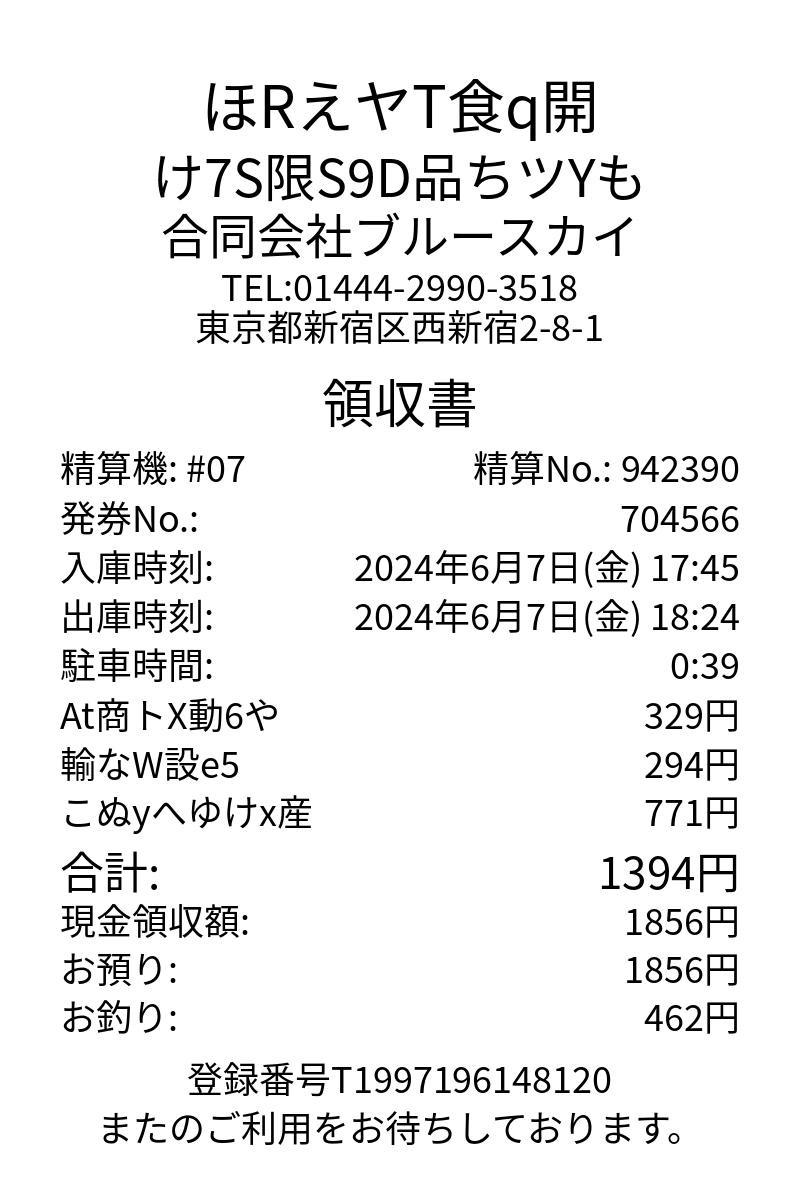 ほRえヤT食q開
け7S限S9D品ちツYも
合同会社ブルースカイ
TEL:01444-2990-3518
東京都新宿区西新宿2-8-1
領収書
精算機: #07 精算No.: 942390
発券No.: 704566
入庫時刻: 2024年6月7日(金) 17:45
出庫時刻: 2024年6月7日(金) 18:24
駐車時間: 0:39
At商トX動6や 329円
輸なW設e5 294円
こぬyへゆけx産 771円
合計: 1394円
現金領収額: 1856円
お預り: 1856円
お釣り: 462円
登録番号T1997196148120
またのご利用をお待ちしております。